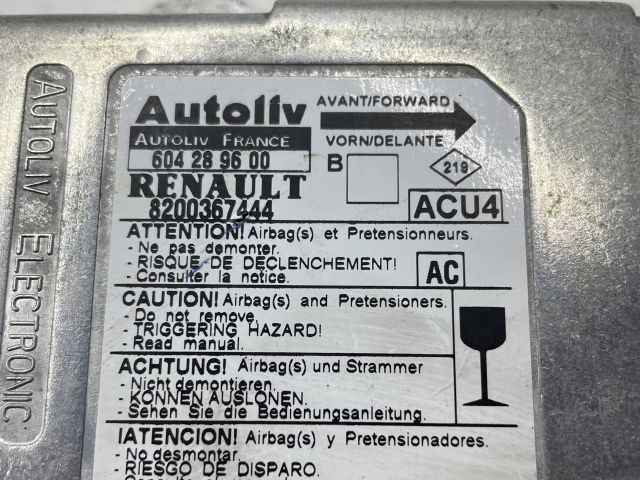 AUTOLIV ELECTRONIC
Autoliv
AUTOLIV FRANCE
604 28 96 00
RENAULT
8200367444
AVANT/FORWARD
VORN/DELANTE
B
219
ACU4
ATTENTION! Airbag(s) et Pretensionneurs.
- Ne pas demonter.
- RISQUE DE DECLENCHEMENT!
- Consulter la notice.
AC
CAUTION! Airbag(s) and Pretensioners.
- Do not remove.
- TRIGGERING HAZARD!
- Read manual.
ACHTUNG! Airbag(s) und Strammer
- Nicht demontieren.
- KONNEN AUSLONEN.
- Sehen Sie die Bedienungsanleitung.
IATENCION! Airbag(s) y Pretensionadores.
- No desmontar.
- RIESGO DE DISPARO.